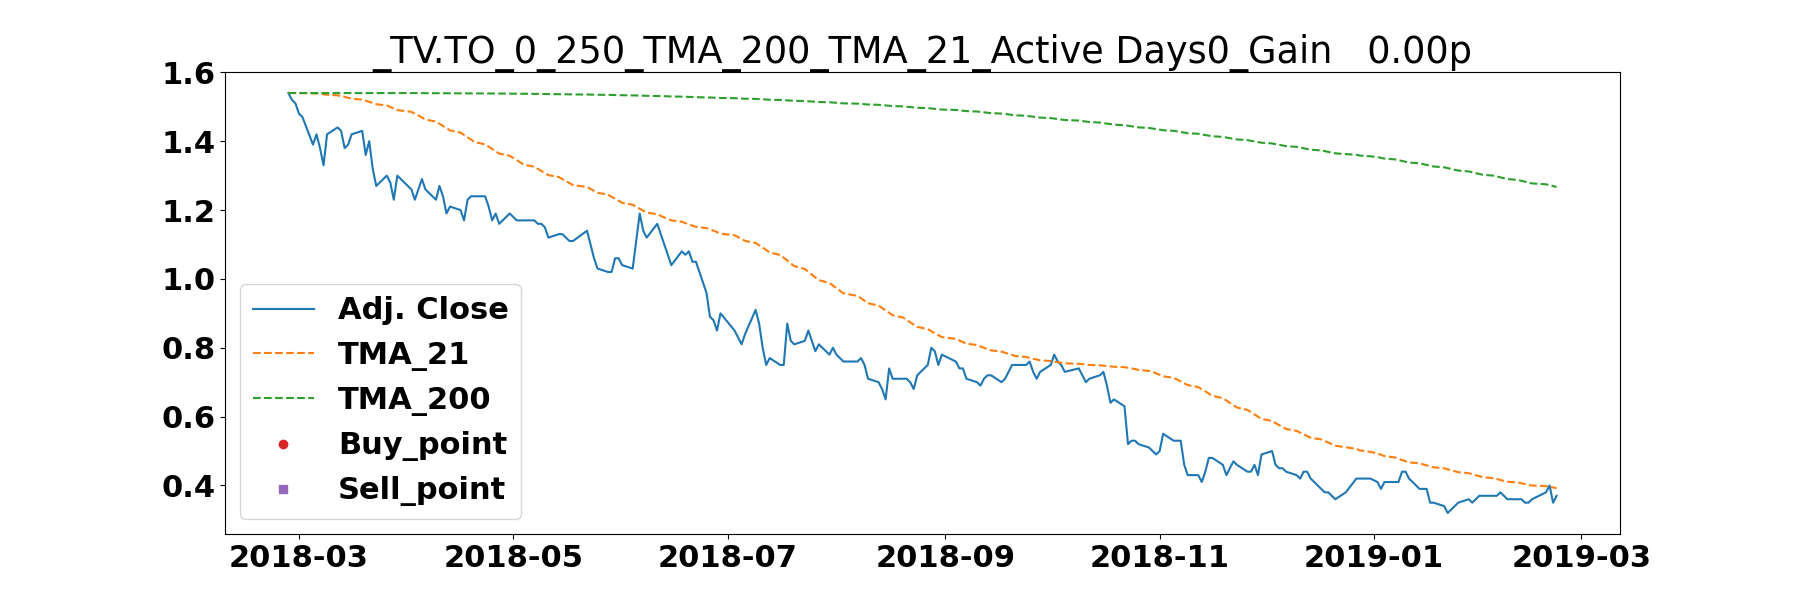 _TV.TO_0_250_TMA_200_TMA_21_Active Days0_Gain   0.00p
1.6
1.4
1.2
1.0
0.8
0.6
0.4
Adj. Close
TMA_21
TMA_200
Buy_point
Sell_point
2018-03 2018-05 2018-07 2018-09 2018-11 2019-01 2019-03